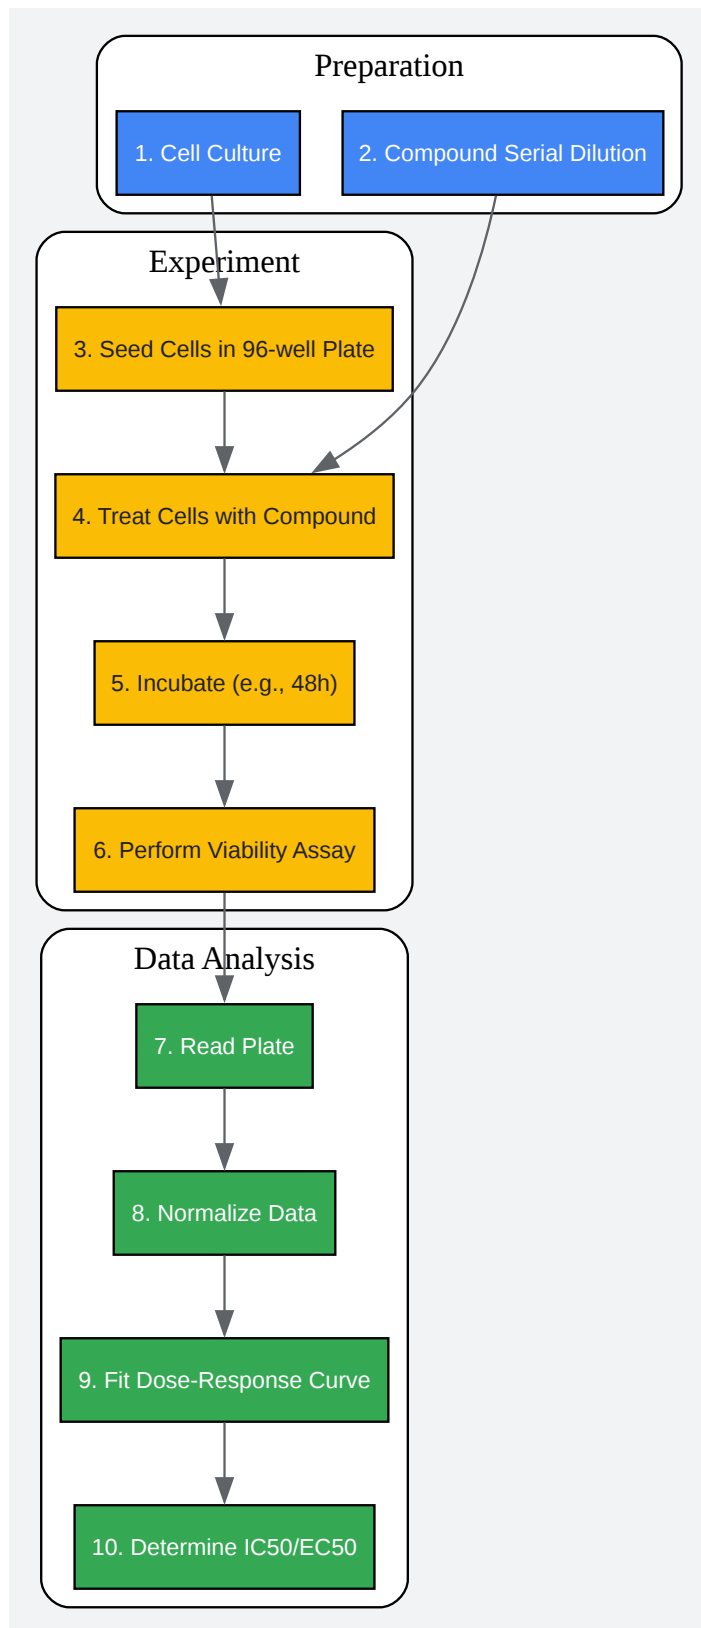 Preparation
1. Cell Culture
2. Compound Serial Dilution
Experiment
3. Seed Cells in 96-well Plate
4. Treat Cells with Compound
5. Incubate (e.g., 48h)
6. Perform Viability Assay
Data Analysis
7. Read Plate
8. Normalize Data
9. Fit Dose-Response Curve
10. Determine IC50/EC50